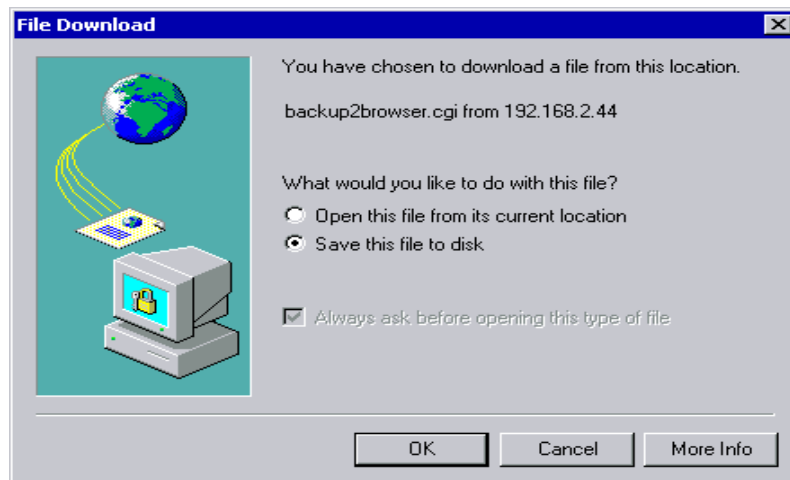 File Download
You have chosen to download a file from this location.
backup2browser.cgi from 192.168.2.44
What would you like to do with this file?
Open this file from its current location
Save this file to disk
Always ask before opening this type of file
OK
Cancel
More Info